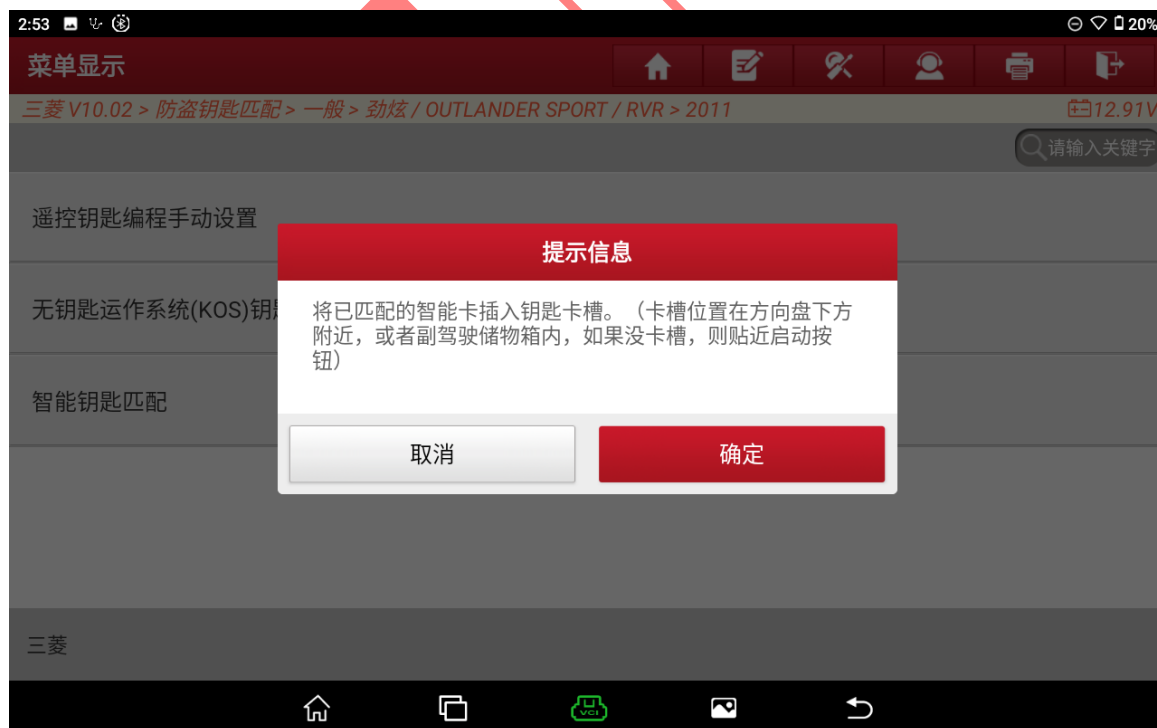 2:53
20%
菜单显示
三菱 V10.02 > 防盗钥匙匹配 > 一般 > 劲炫 / OUTLANDER SPORT / RVR > 2011
12.91V
请输入关键字
遥控钥匙编程手动设置
提示信息
无钥匙运作系统(KOS)钥
将已匹配的智能卡插入钥匙卡槽。（卡槽位置在方向盘下方
附近，或者副驾驶储物箱内，如果没卡槽，则贴近启动按
钮）
智能钥匙匹配
取消
确定
三菱
VCI